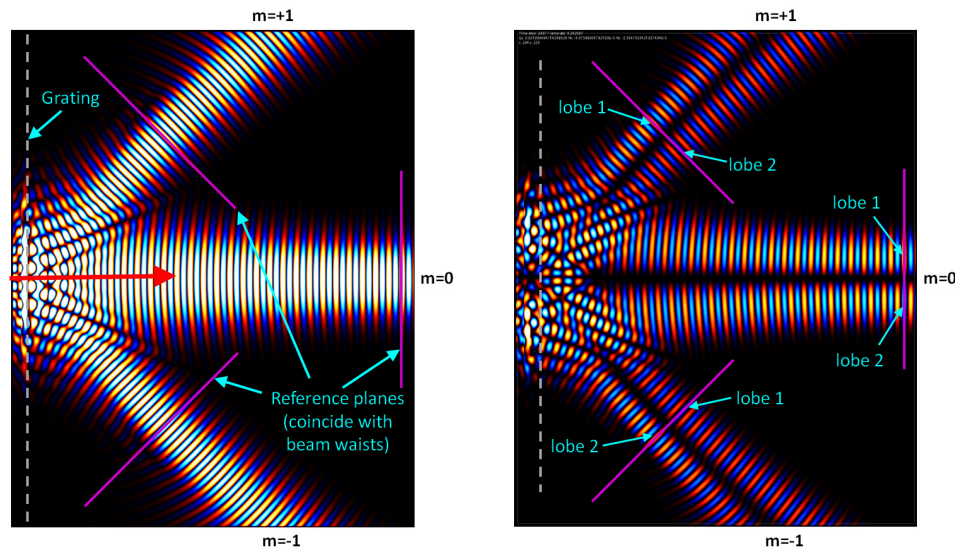 m=+1
m=+1
Grating
lobe 1
lobe 2
lobe 1
m=0
m=0
lobe 2
Reference planes
(coincide with
beam waists)
lobe 1
lobe 2
m=-1
m=-1